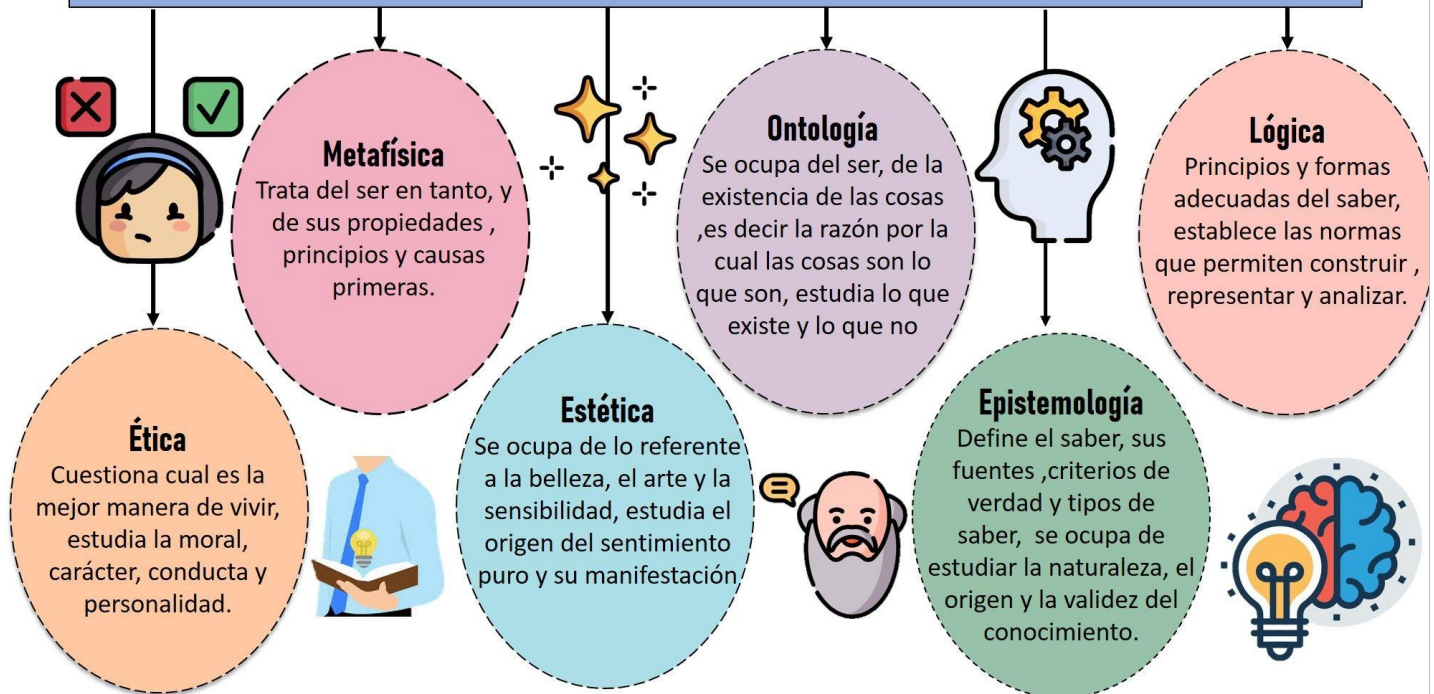 Metafísica
Trata del ser en tanto, y
de sus propiedades ,
principios y causas
primeras.
Ontología
Se ocupa del ser, de la
existencia de las cosas
,es decir la razón por la
cual las cosas son lo
que son, estudia lo que
existe y lo que no
Lógica
Principios y formas
adecuadas del saber,
establece las normas
que permiten construir ,
representar y analizar.
Ética
Cuestiona cual es la
mejor manera de vivir,
estudia la moral,
carácter, conducta y
personalidad.
Estética
Se ocupa de lo referente
a la belleza, el arte y la
sensibilidad, estudia el
origen del sentimiento
puro y su manifestación
Epistemología
Define el saber, sus
fuentes ,criterios de
verdad y tipos de
saber, se ocupa de
estudiar la naturaleza, el
origen y la validez del
conocimiento.